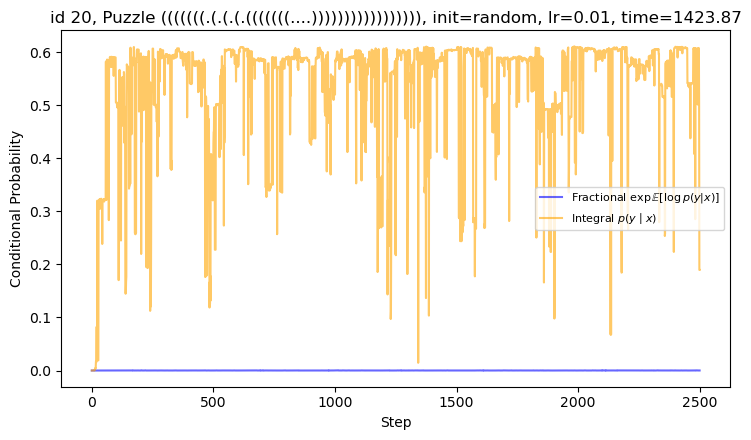 id 20, Puzzle (((((((.(.(.(.(((((((....))))))))))))))))), init=random, lr=0.01, time=1423.87
Conditional Probability
0.6
0.5
0.4
0.3
0.2
0.1
0.0
Fractional exp𝔼[log p(y|x)]
Integral p(y | x)
0 500 1000 1500 2000 2500
Step